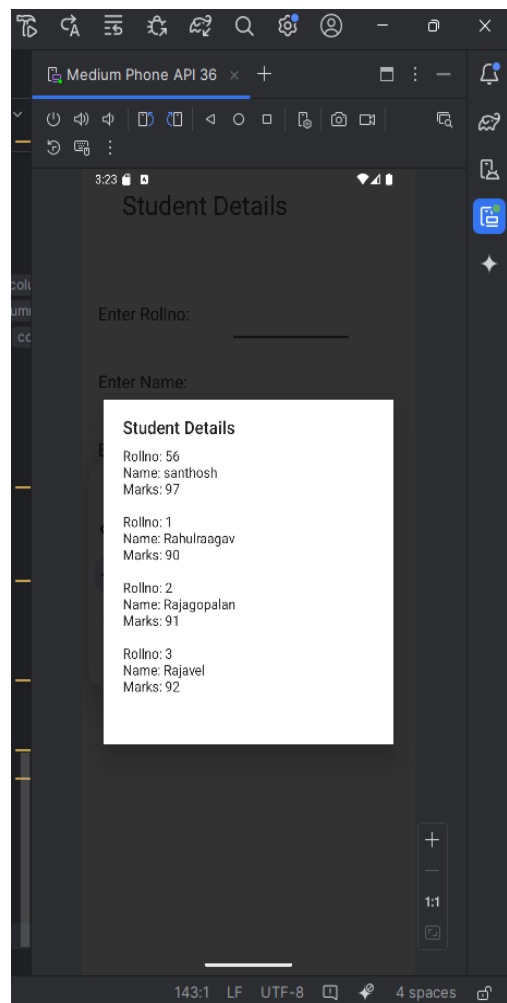 Medium Phone API 36
3:23
Student Details
Enter Rollno:
Enter Name:
Student Details
Rollno: 56
Name: santhosh
Marks: 97
Rollno: 1
Name: Rahulraagav
Marks: 90
Rollno: 2
Name: Rajagopalan
Marks: 91
Rollno: 3
Name: Rajavel
Marks: 92
1:1
143:1 LF UTF-8 4 spaces